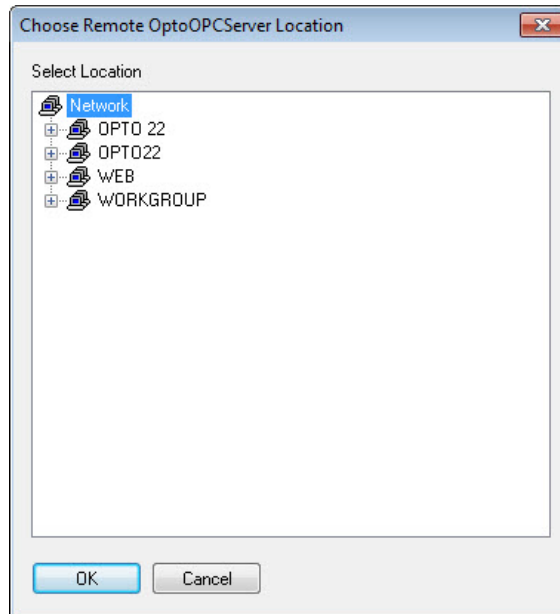 Choose Remote OptoOPCServer Location
Select Location
Network
OPTO 22
OPTO22
WEB
WORKGROUP
OK Cancel